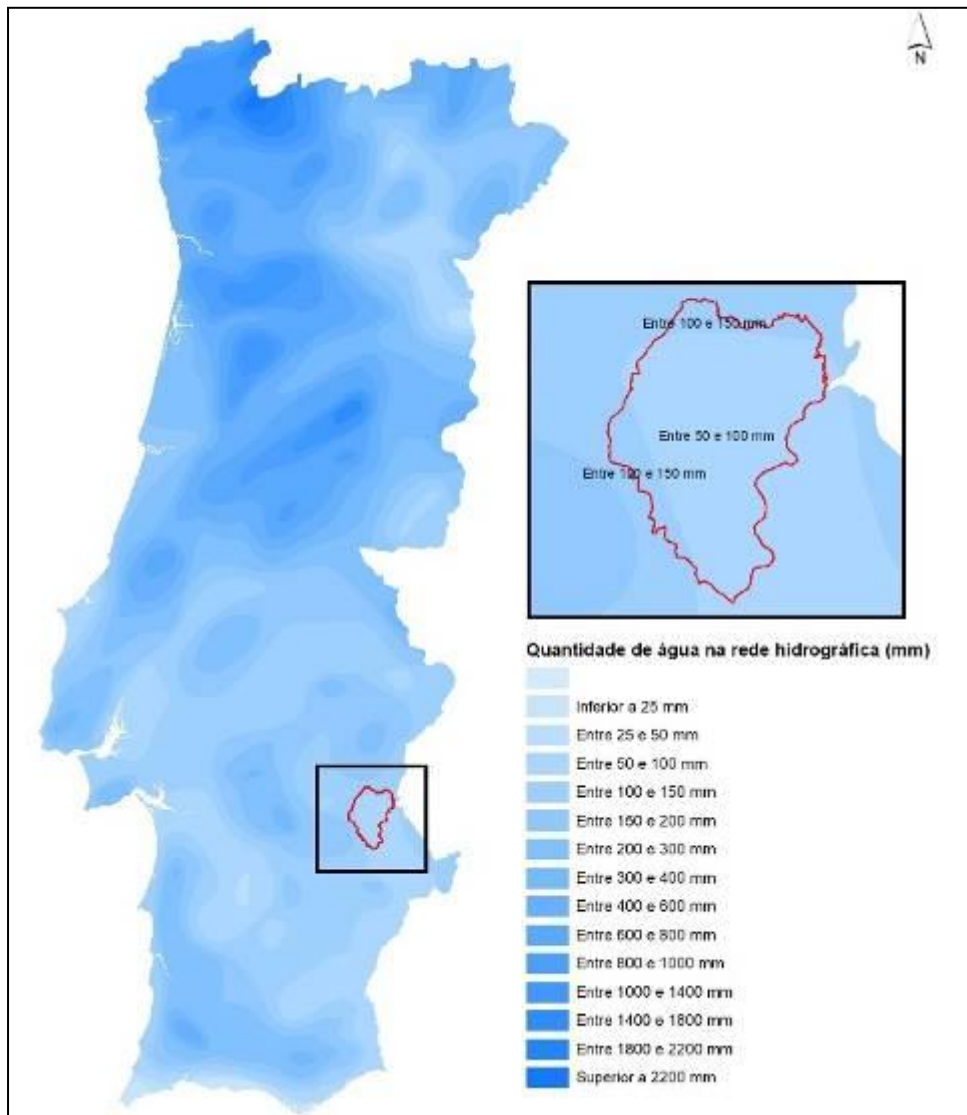 N
Entre 100 e 150 mm
Entre 50 e 100 mm
Entre 100 e 150 mm
Quantidade de água na rede hidrográfica (mm)
Inferior a 25 mm
Entre 25 e 50 mm
Entre 50 e 100 mm
Entre 100 e 150 mm
Entre 150 e 200 mm
Entre 200 e 300 mm
Entre 300 e 400 mm
Entre 400 e 600 mm
Entre 600 e 800 mm
Entre 800 e 1000 mm
Entre 1000 e 1400 mm
Entre 1400 e 1800 mm
Entre 1800 e 2200 mm
Superior a 2200 mm